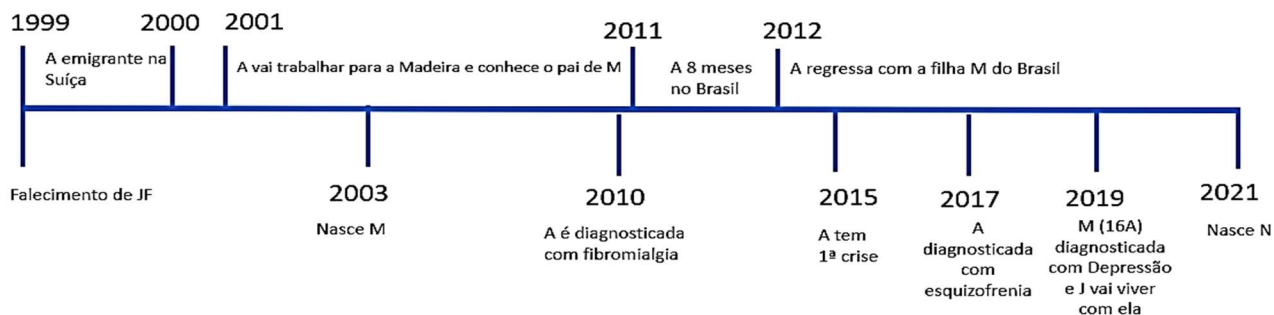 1999
2000
2001
2011
2012
A emigrante na
Suíça
A vai trabalhar para a Madeira e conhece o pai de M
A 8 meses
no Brasil
A regressa com a filha M do Brasil
Falecimento de JF
2003
Nasce M
2010
A é diagnosticada
com fibromialgia
2015
A tem
1ª crise
2017
A
diagnosticada
com
esquizofrenia
2019
M (16A)
diagnosticada
com Depressão
e J vai viver
com ela
2021
Nasce N